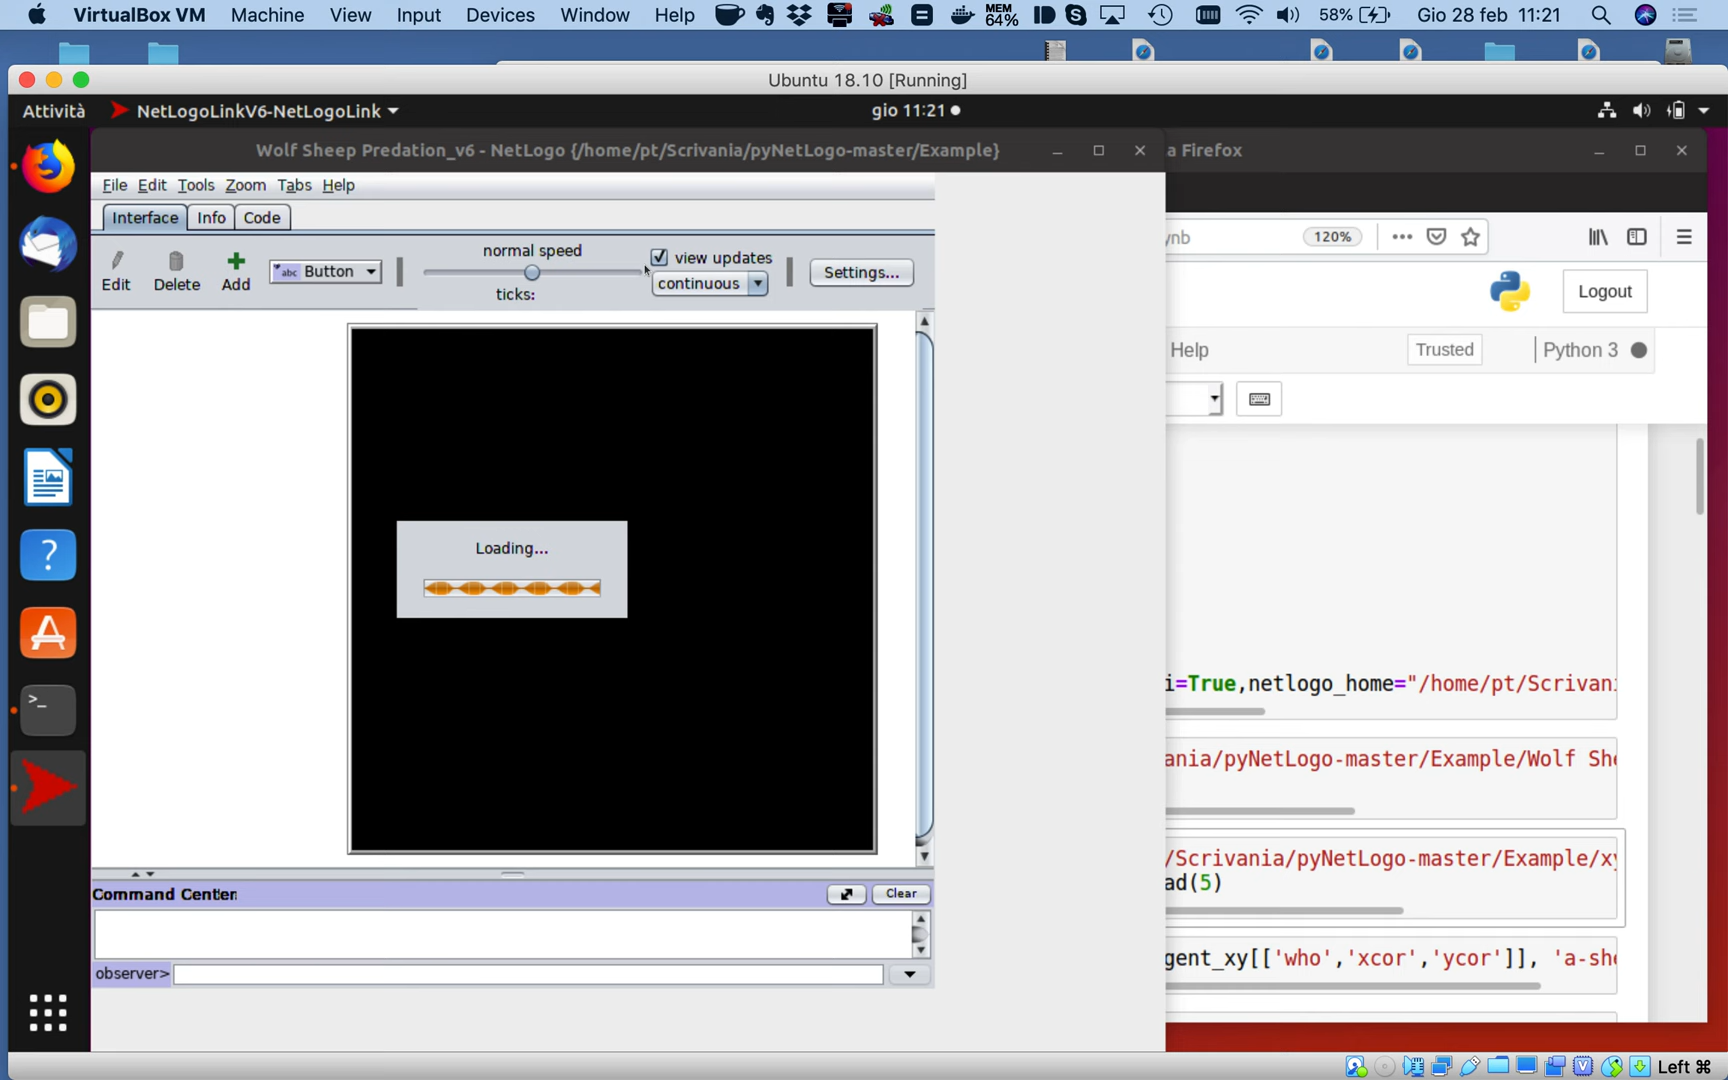 VirtualBox VM Machine View Input Devices Window Help MEM 64% 58% Gio 28 feb 11:21
Ubuntu 18.10 [Running]
Attività NetLogoLinkV6-NetLogoLink gio 11:21
Wolf Sheep Predation_v6 - NetLogo {/home/pt/Scrivania/pyNetLogo-master/Example}
a Firefox
File Edit Tools Zoom Tabs Help
Interface Info Code
ynb 120%
normal speed
view updates
Edit Delete Add abc Button
continuous
Settings...
ticks:
Logout
Help Trusted Python 3
Loading...
i=True,netlogo_home="/home/pt/Scrivan
ania/pyNetLogo-master/Example/Wolf She
/Scrivania/pyNetLogo-master/Example/xy
ad(5)
Command Center
Clear
gent_xy[['who','xcor','ycor']], 'a-she
observer>
Left ⌘